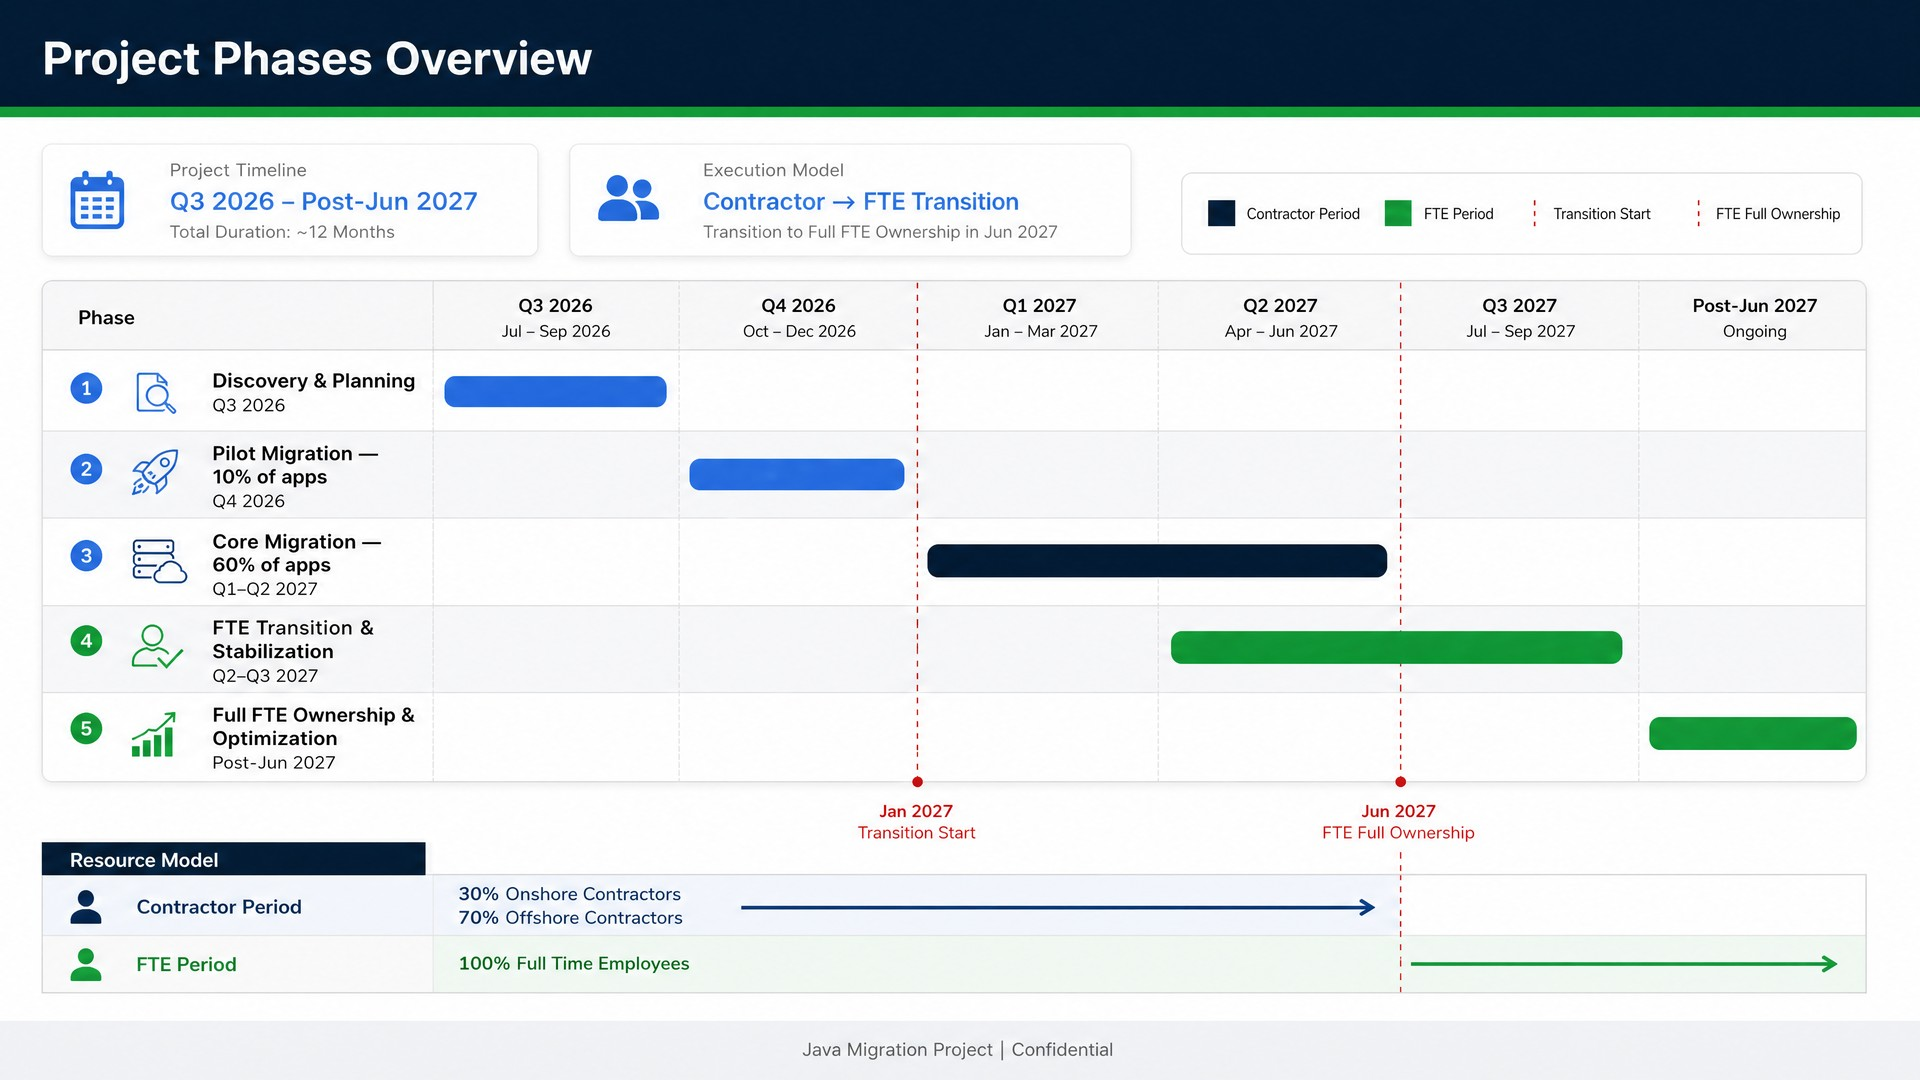 Project Phases Overview
Project Timeline
Q3 2026 – Post-Jun 2027
Total Duration: ~12 Months
Execution Model
Contractor → FTE Transition
Transition to Full FTE Ownership in Jun 2027
Contractor Period
FTE Period
Transition Start
FTE Full Ownership
Phase
Q3 2026
Jul – Sep 2026
Q4 2026
Oct – Dec 2026
Q1 2027
Jan – Mar 2027
Q2 2027
Apr – Jun 2027
Q3 2027
Jul – Sep 2027
Post-Jun 2027
Ongoing
1
Discovery & Planning
Q3 2026
2
Pilot Migration —
10% of apps
Q4 2026
3
Core Migration —
60% of apps
Q1–Q2 2027
4
FTE Transition &
Stabilization
Q2–Q3 2027
5
Full FTE Ownership &
Optimization
Post-Jun 2027
Jan 2027
Transition Start
Jun 2027
FTE Full Ownership
Resource Model
Contractor Period
30% Onshore Contractors
70% Offshore Contractors
FTE Period
100% Full Time Employees
Java Migration Project | Confidential